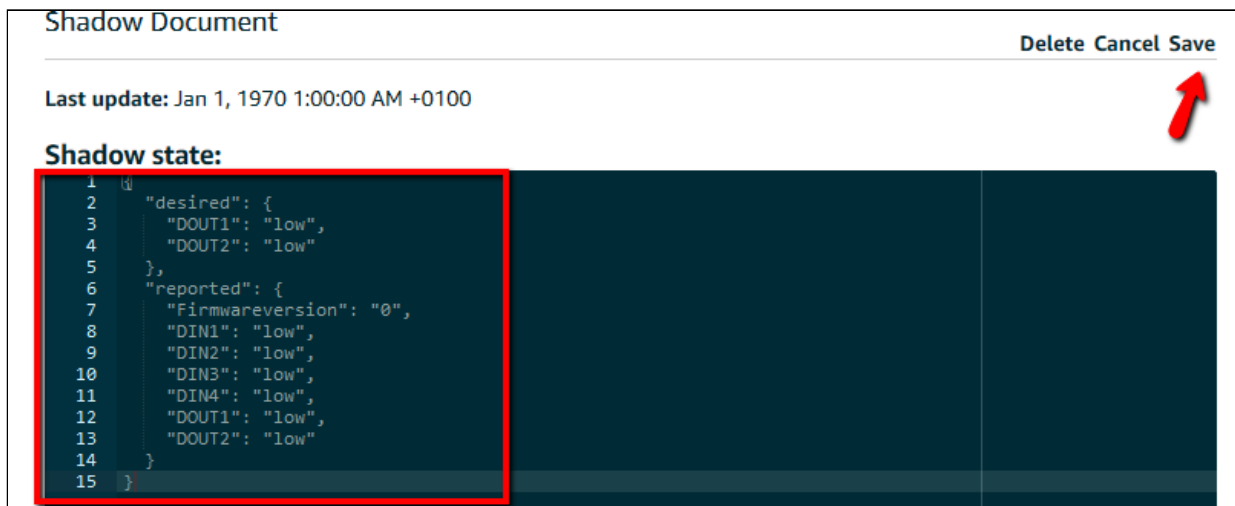 Shadow Document
Delete Cancel Save
Last update: Jan 1, 1970 1:00:00 AM +0100
Shadow state:
1 {
2 "desired": {
3 "DOUT1": "low",
4 "DOUT2": "low"
5 },
6 "reported": {
7 "Firmwareversion": "0",
8 "DIN1": "low",
9 "DIN2": "low",
10 "DIN3": "low",
11 "DIN4": "low",
12 "DOUT1": "low",
13 "DOUT2": "low"
14 }
15 }